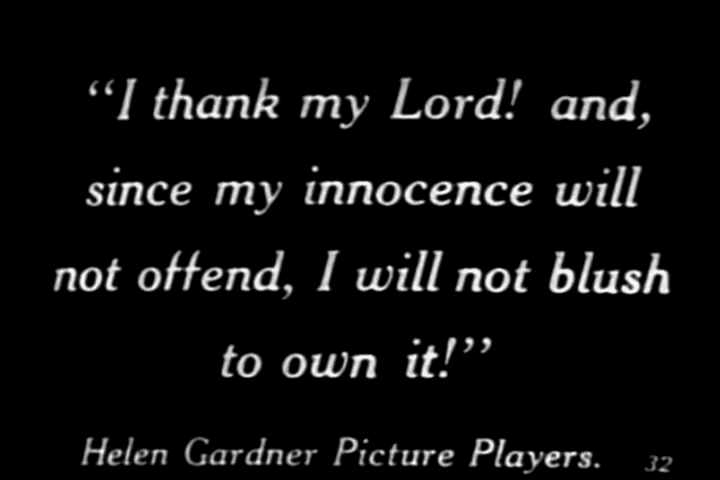 “I thank my Lord! and,
since my innocence will
not offend, I will not blush
to own it!”
Helen Gardner Picture Players. 32